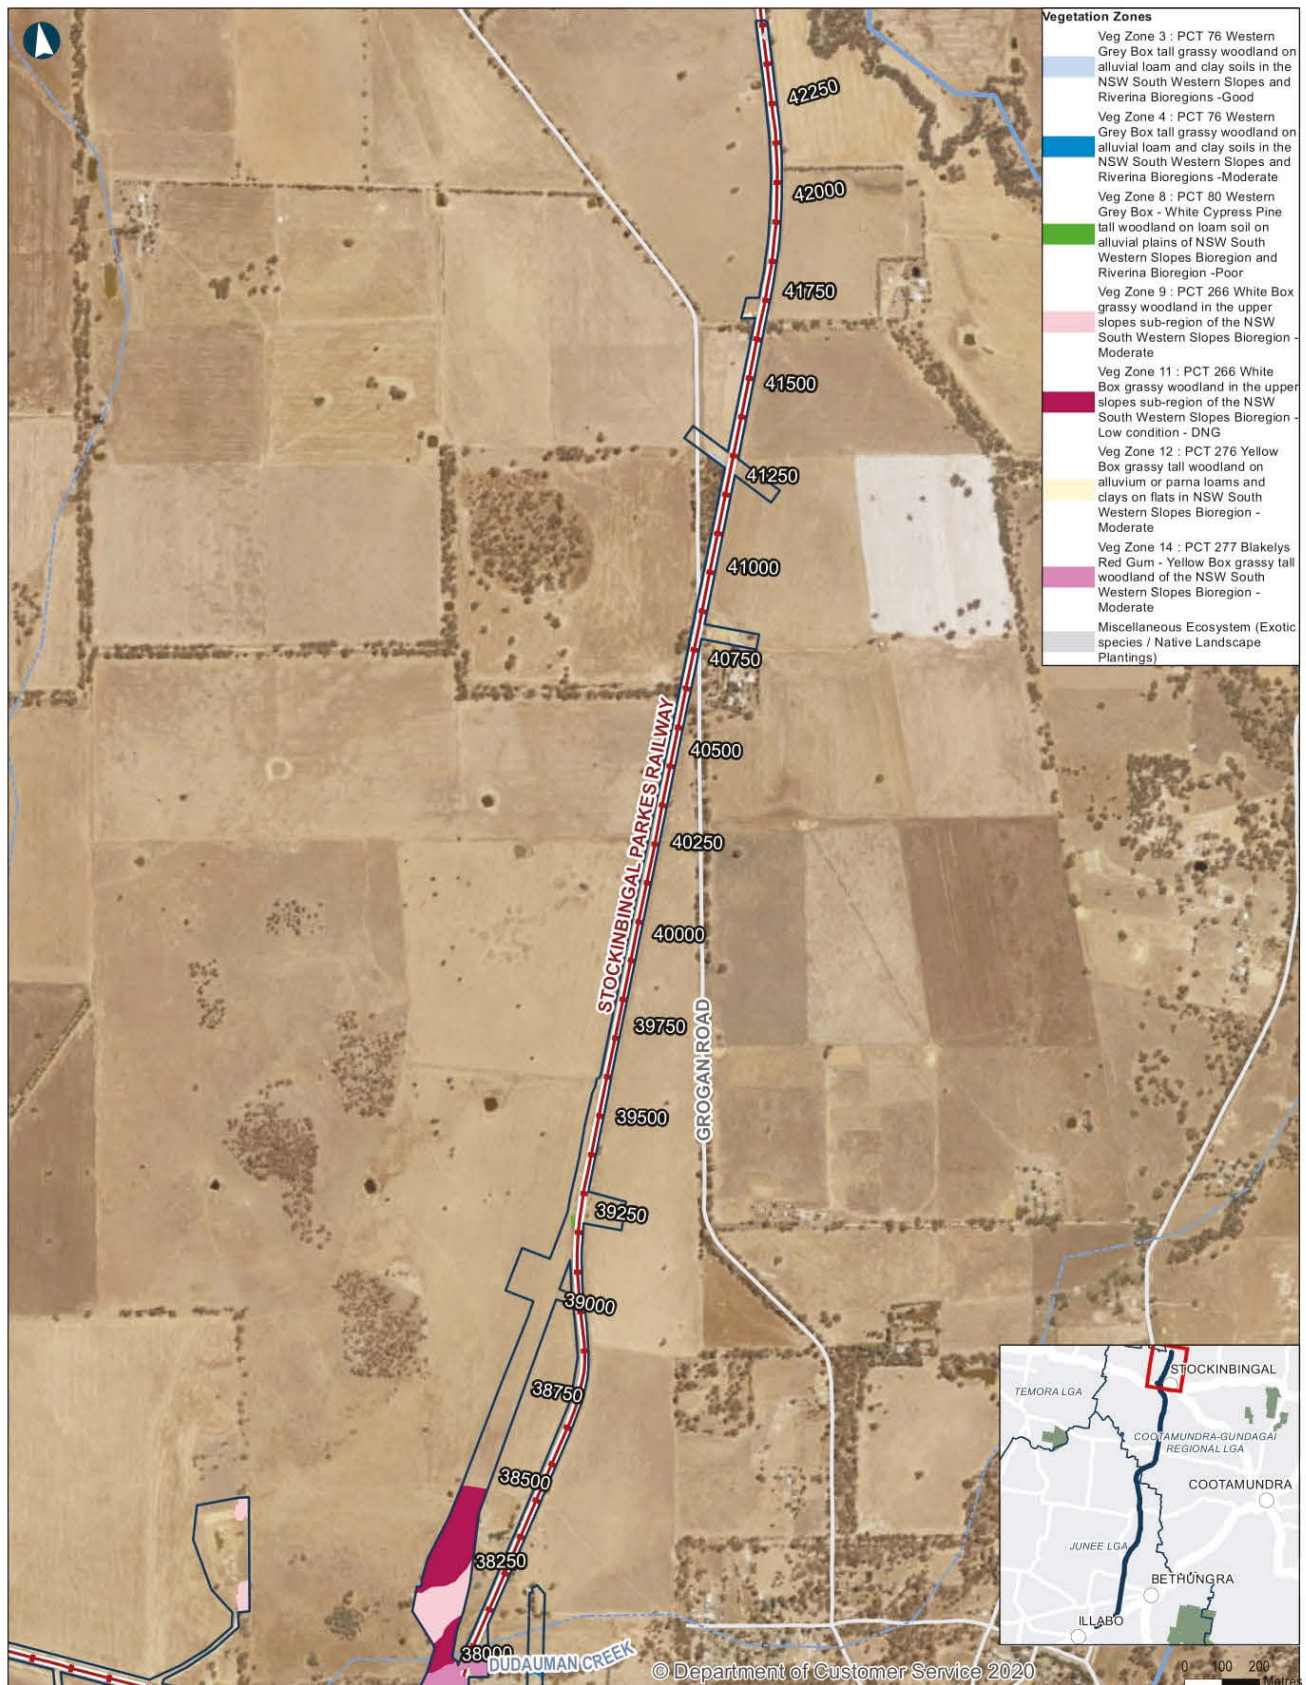 Vegetation Zones
Veg Zone 3 : PCT 76 Western
Grey Box tall grassy woodland on
alluvial loam and clay soils in the
NSW South Western Slopes and
Riverina Bioregions -Good
Veg Zone 4 : PCT 76 Western
Grey Box tall grassy woodland on
alluvial loam and clay soils in the
NSW South Western Slopes and
Riverina Bioregions -Moderate
Veg Zone 8 : PCT 80 Western
Grey Box - White Cypress Pine
tall woodland on loam soil on
alluvial plains of NSW South
Western Slopes Bioregion and
Riverina Bioregion -Poor
Veg Zone 9 : PCT 266 White Box
grassy woodland in the upper
slopes sub-region of the NSW
South Western Slopes Bioregion -
Moderate
Veg Zone 11 : PCT 266 White
Box grassy woodland in the upper
slopes sub-region of the NSW
South Western Slopes Bioregion -
Low condition - DNG
Veg Zone 12 : PCT 276 Yellow
Box grassy tall woodland on
alluvium or parna loams and
clays on flats in NSW South
Western Slopes Bioregion -
Moderate
Veg Zone 14 : PCT 277 Blakelys
Red Gum - Yellow Box grassy tall
woodland of the NSW South
Western Slopes Bioregion -
Moderate
Miscellaneous Ecosystem (Exotic
species / Native Landscape
Plantings)
42250
42000
41750
41500
41250
41000
40750
40500
40250
40000
39750
39500
39250
39000
38750
38500
38250
38000
STOCKINBINGAL PARKES RAILWAY
GROGAN ROAD
DUDAUMAN CREEK
© Department of Customer Service 2020
STOCKINBINGAL
TEMORA LGA
COOTAMUNDRA-GUNDAGAI
REGIONAL LGA
COOTAMUNDRA
JUNEE LGA
BETHUNGRA
ILLABO
0 100 200
Metres